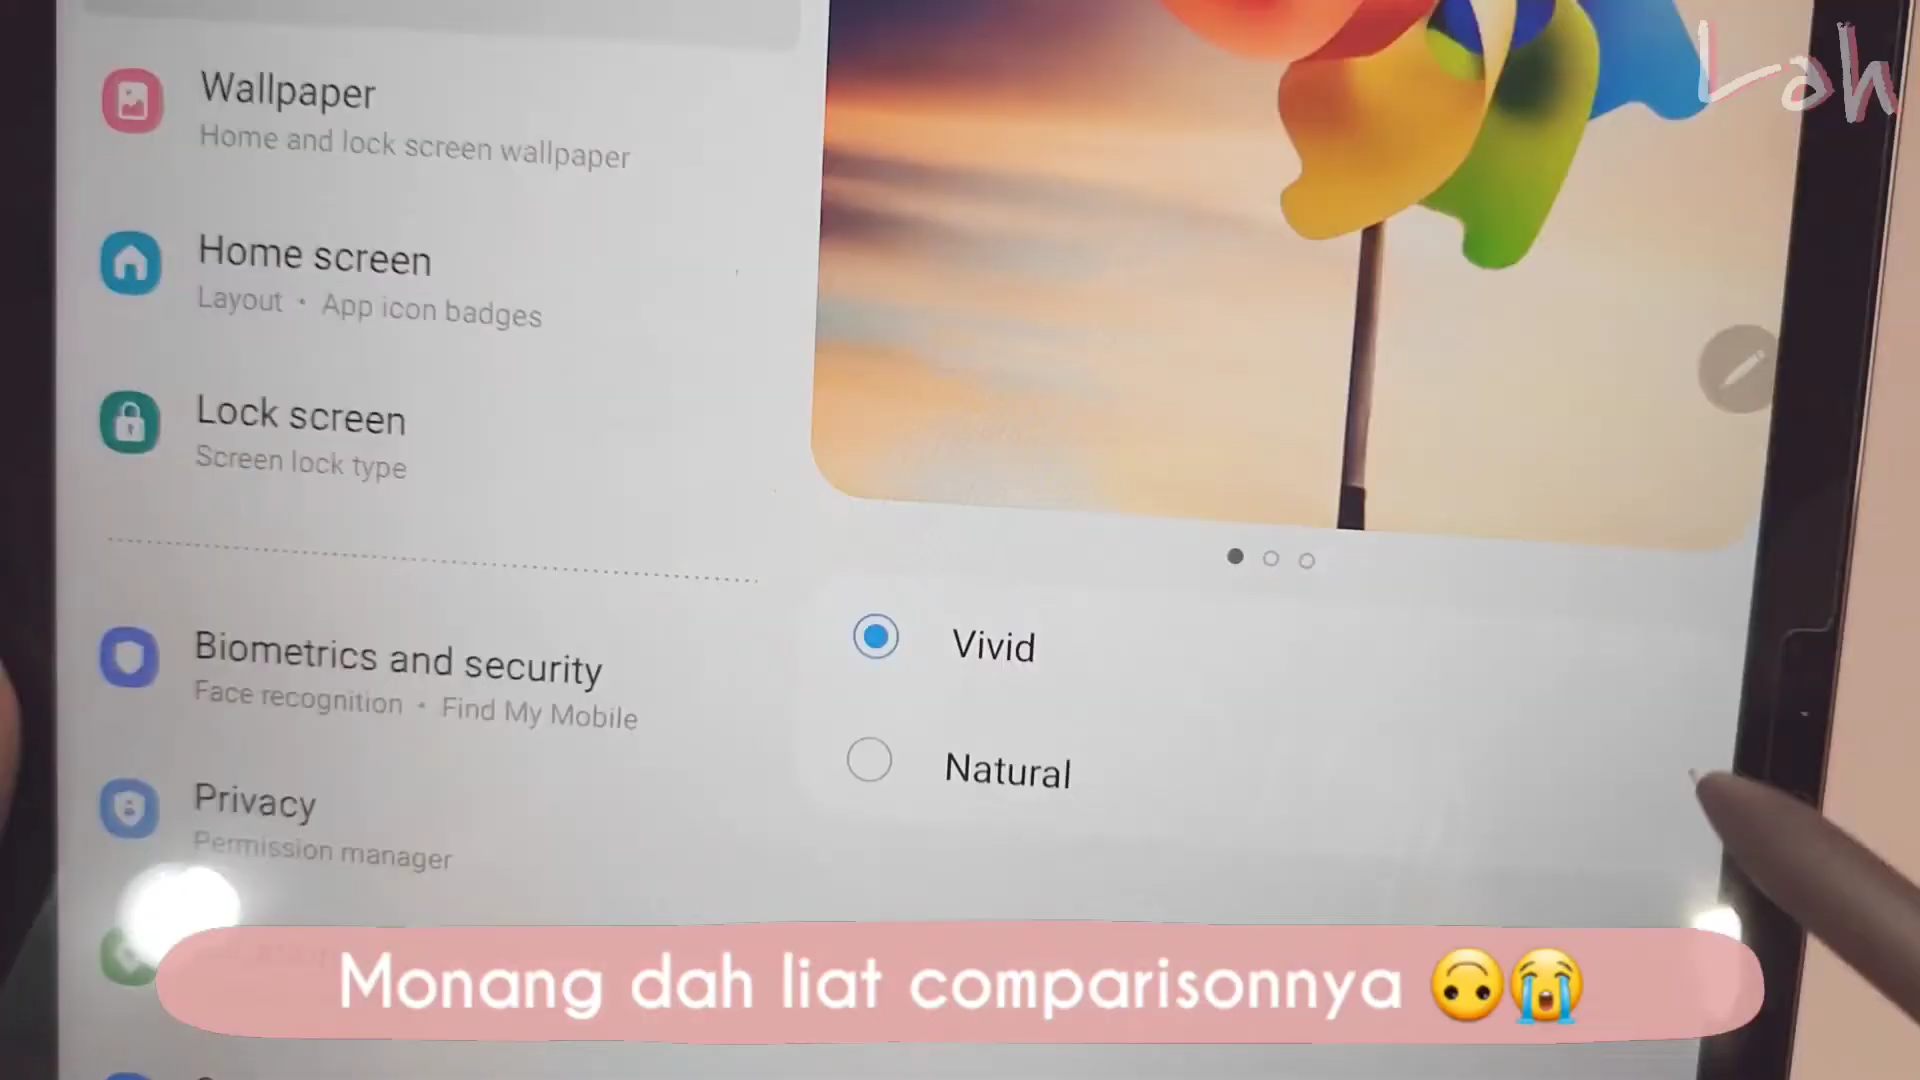 Lah
Wallpaper
Home and lock screen wallpaper
Home screen
Layout • App icon badges
Lock screen
Screen lock type
Biometrics and security
Face recognition • Find My Mobile
Privacy
Permission manager
Vivid
Natural
Monang dah liat comparisonnya 🙃😭